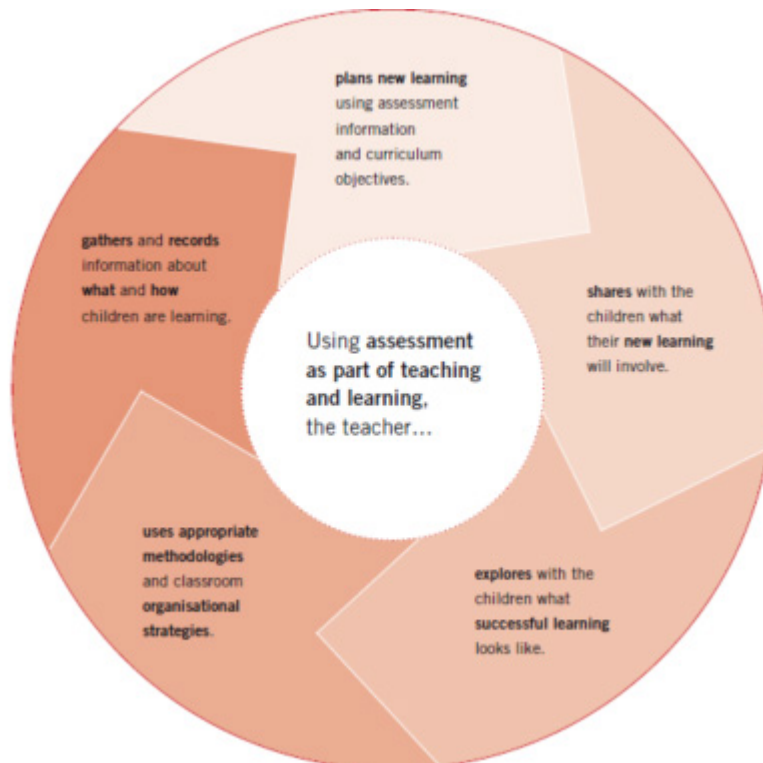 plans new learning
using assessment
information
and curriculum
objectives.
shares with the
children what
their new learning
will involve.
explores with the
children what
successful learning
looks like.
uses appropriate
methodologies
and classroom
organisational
strategies.
gathers and records
information about
what and how
children are learning.
Using assessment
as part of teaching
and learning,
the teacher...